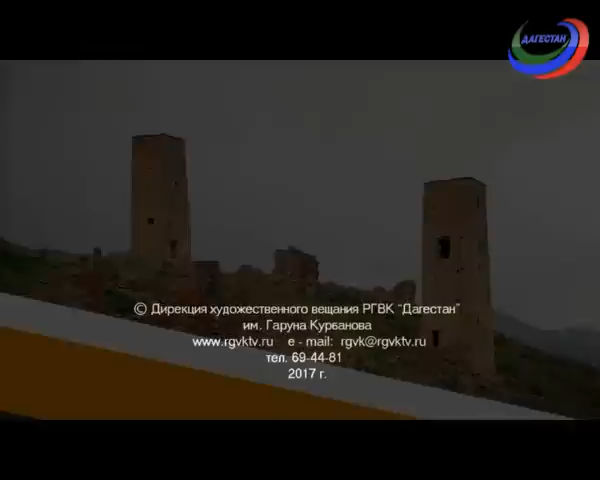 ДАГЕСТАН
© Дирекция художественного вещания РГВК "Дагестан"
им. Гаруна Курбанова
www.rgvktv.ru e - mail: rgvk@rgvktv.ru
тел. 69-44-81
2017 г.